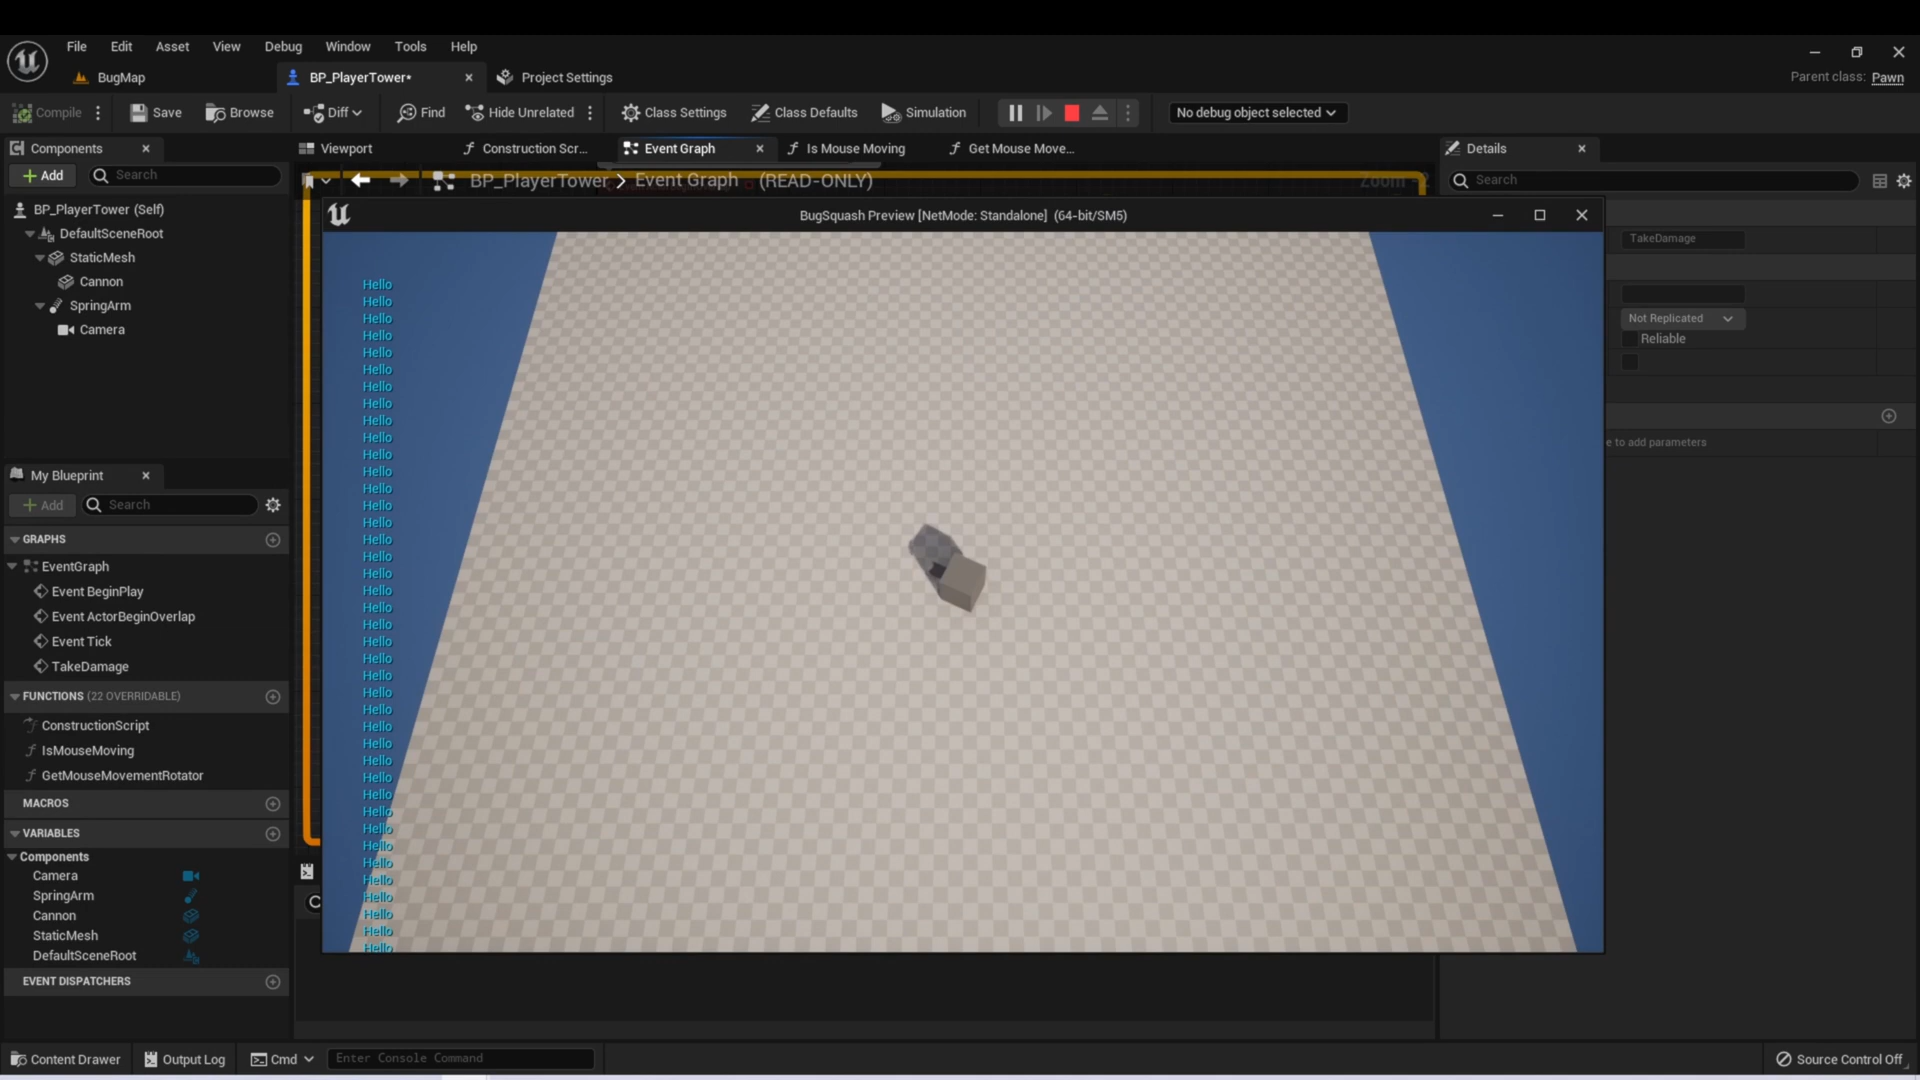 File Edit Asset View Debug Window Tools Help
BugMap BP_PlayerTower* Project Settings Parent class: Pawn
Compile Save Browse Diff Find Hide Unrelated Class Settings Class Defaults Simulation No debug object selected
Components Viewport Construction Scr... Event Graph Is Mouse Moving Get Mouse Move... Details
Add Search BP_PlayerTower > Event Graph (READ-ONLY) Zoom -2 Search
BP_PlayerTower (Self)
BugSquash Preview [NetMode: Standalone] (64-bit/SM5)
DefaultSceneRoot TakeDamage
StaticMesh
Cannon
Hello
Hello
SpringArm
Hello Not Replicated
Camera
Hello Reliable
Hello
Hello
Hello
Hello
Hello
Hello e to add parameters
Hello
Hello
My Blueprint
Hello
Add Search
Hello
Hello
GRAPHS
Hello
Hello
EventGraph
Hello
Event BeginPlay
Hello
Hello
Event ActorBeginOverlap
Hello
Event Tick
Hello
Hello
TakeDamage
Hello
Hello
FUNCTIONS (22 OVERRIDABLE)
Hello
ConstructionScript
Hello
Hello
IsMouseMoving
Hello
GetMouseMovementRotator
Hello
Hello
MACROS
Hello
Hello
VARIABLES
Hello
Components
Hello
Camera
Hello
SpringArm
Hello
Cannon
Hello
StaticMesh
Hello
DefaultSceneRoot
Hello
EVENT DISPATCHERS
Content Drawer Output Log Cmd Enter Console Command Source Control Off